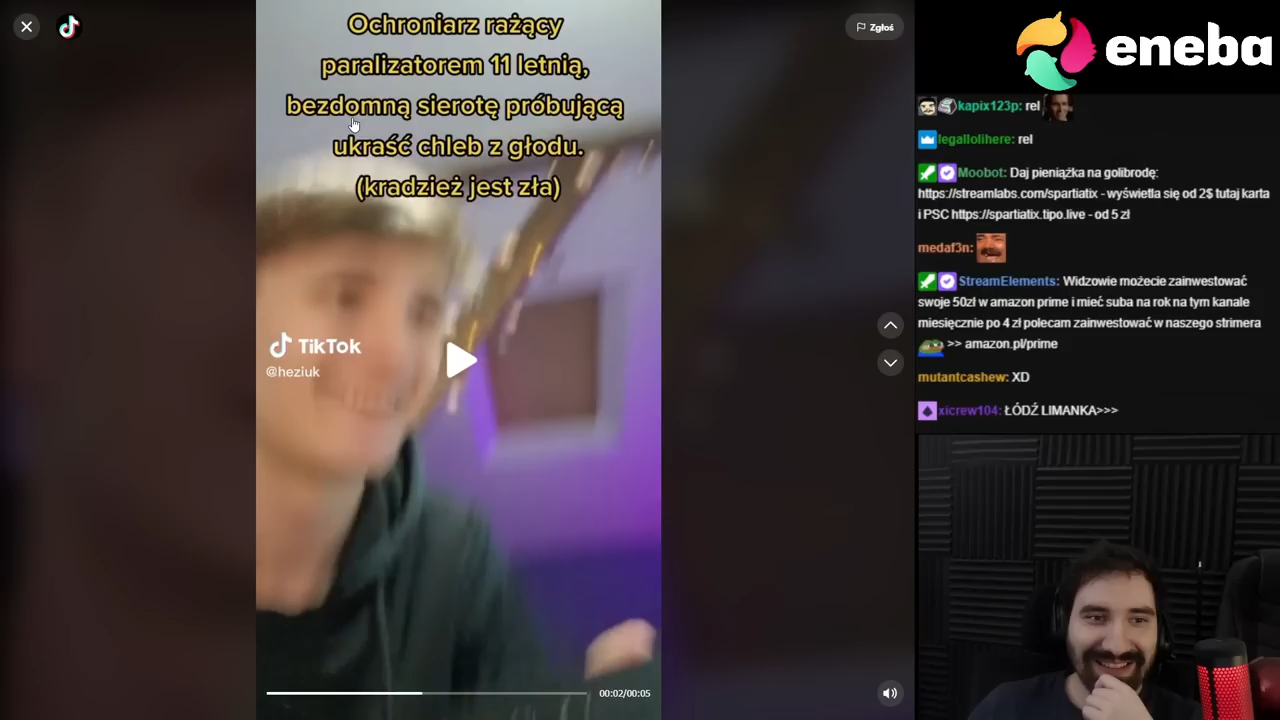 Ochroniarz rażący
paralizatorem 11 letnią,
bezdomną sierotę próbującą
ukraść chleb z głodu.
(kradzież jest zła)
TikTok
@heziuk
00:02/00:05
Zgłoś
eneba
kapix123p: rel
legallolihere: rel
Moobot: Daj pieniążka na golibrodę:
https://streamlabs.com/spartiatix - wyświetla się od 2$ tutaj karta
i PSC https://spartiatix.tipo.live - od 5 zł
medaf3n:
StreamElements: Widzowie możecie zainwestować
swoje 50zł w amazon prime i mieć suba na rok na tym kanale
miesięcznie po 4 zł polecam zainwestować w naszego strimera
>> amazon.pl/prime
mutantcashew: XD
xicrew104: ŁÓDŹ LIMANKA>>>